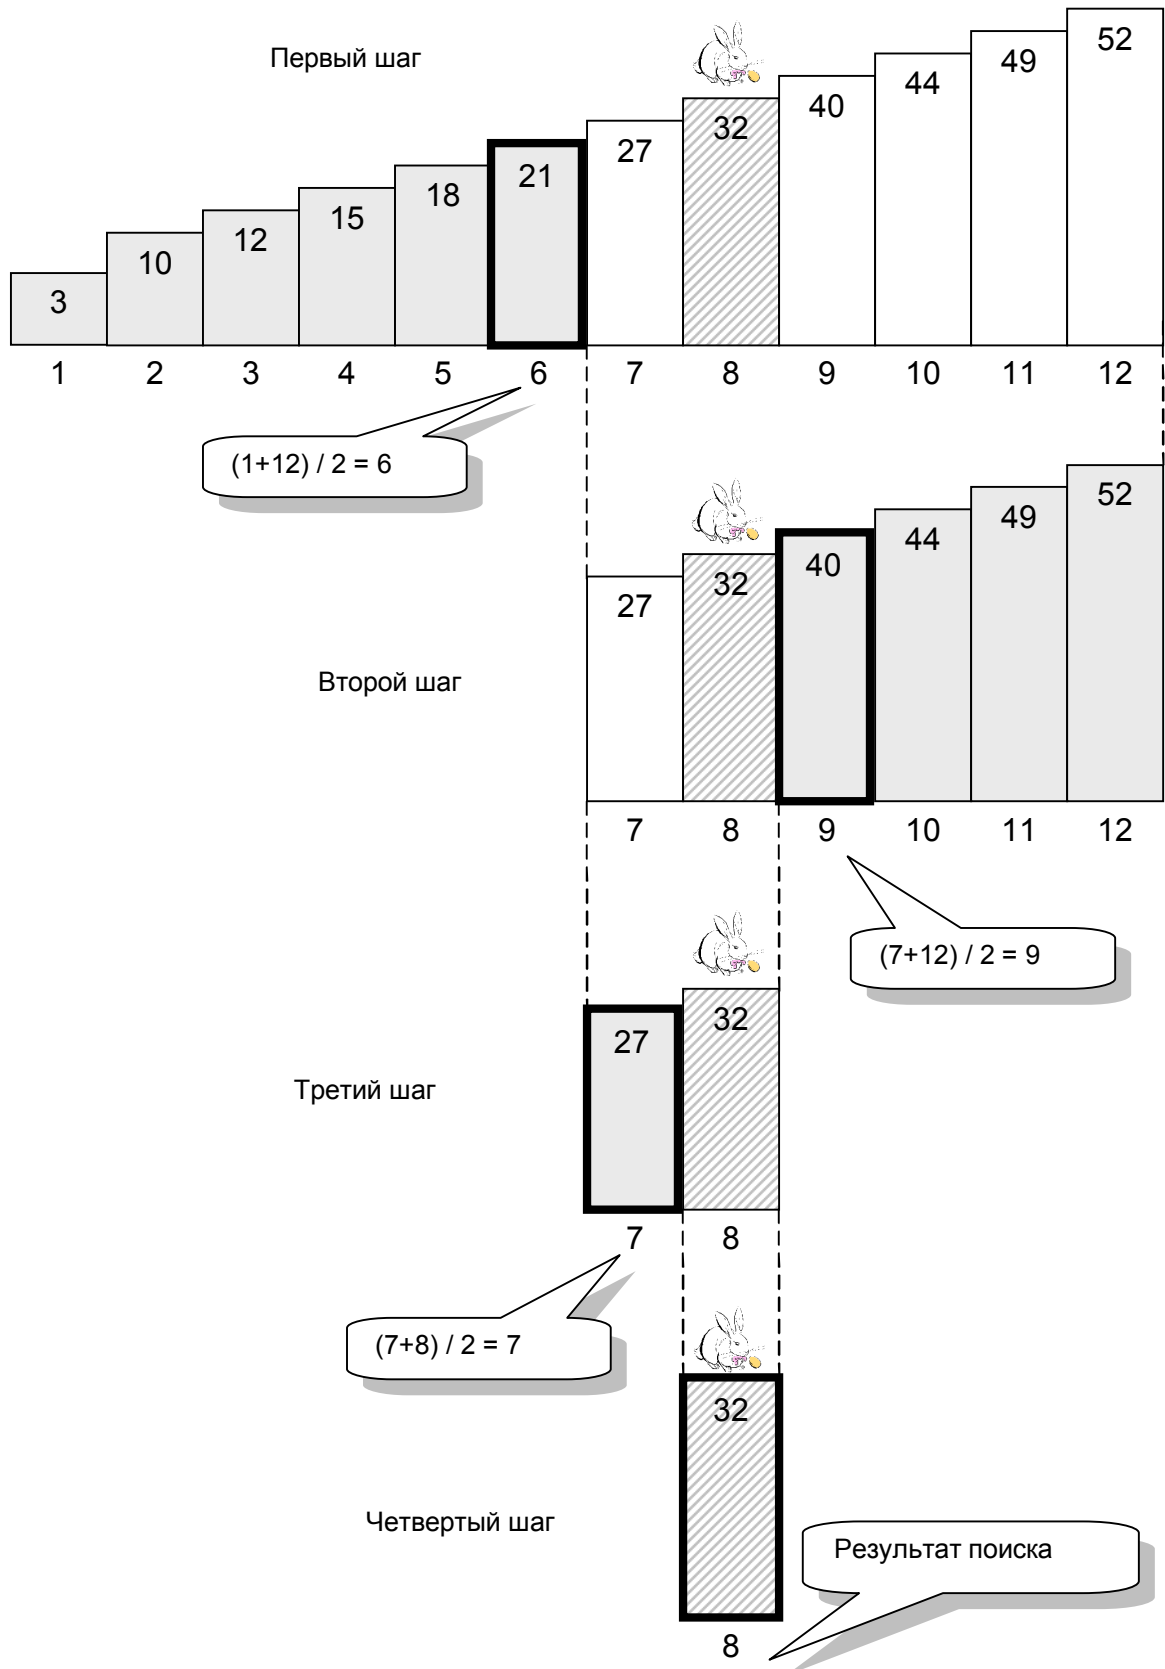 Первый шаг
3 10 12 15 18 21 27 32 40 44 49 52
1 2 3 4 5 6 7 8 9 10 11 12
(1+12) / 2 = 6
27 32 40 44 49 52
Второй шаг
7 8 9 10 11 12
(7+12) / 2 = 9
27 32
Третий шаг
7 8
(7+8) / 2 = 7
32
Четвертый шаг
Результат поиска
8